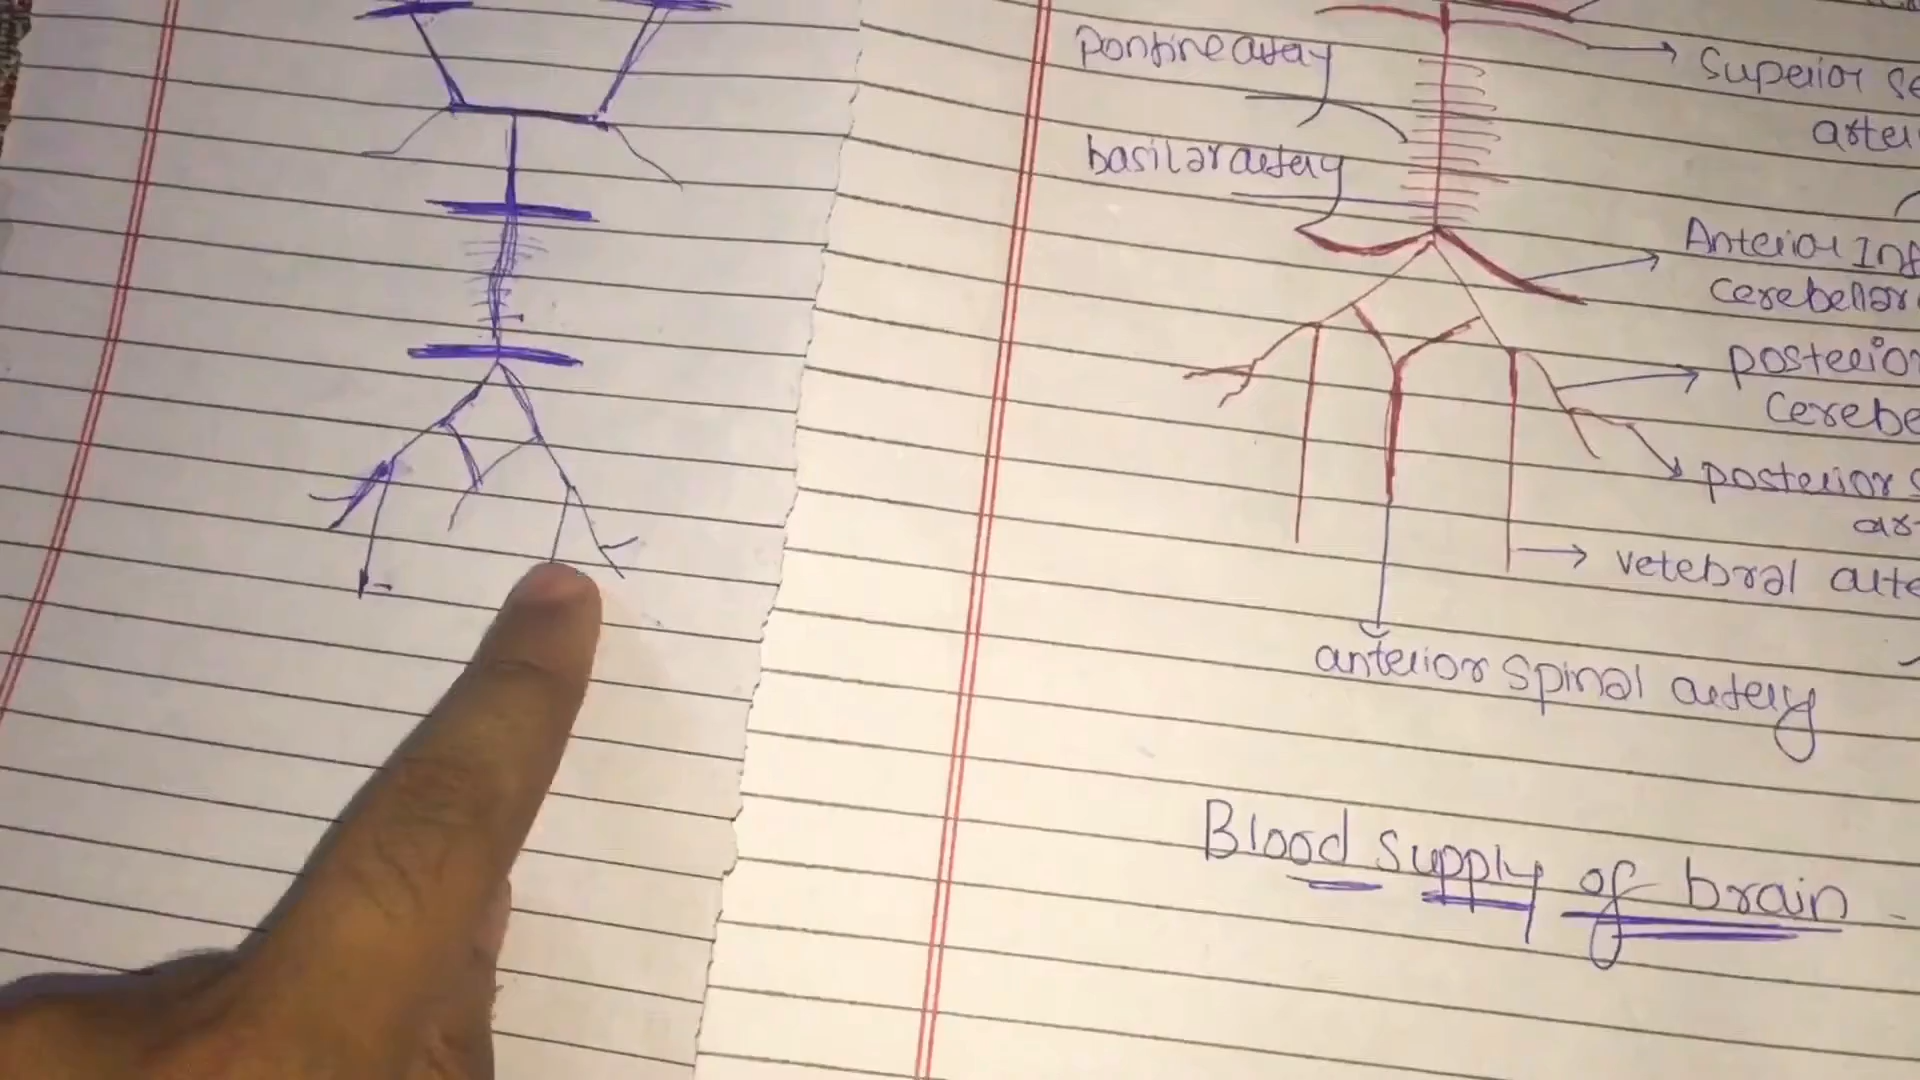 Pontine artery
Superior
basilar artery
Anterior
Cerebellar
posterior
posterior
vetebral
anterior spinal artery
Blood supply of brain